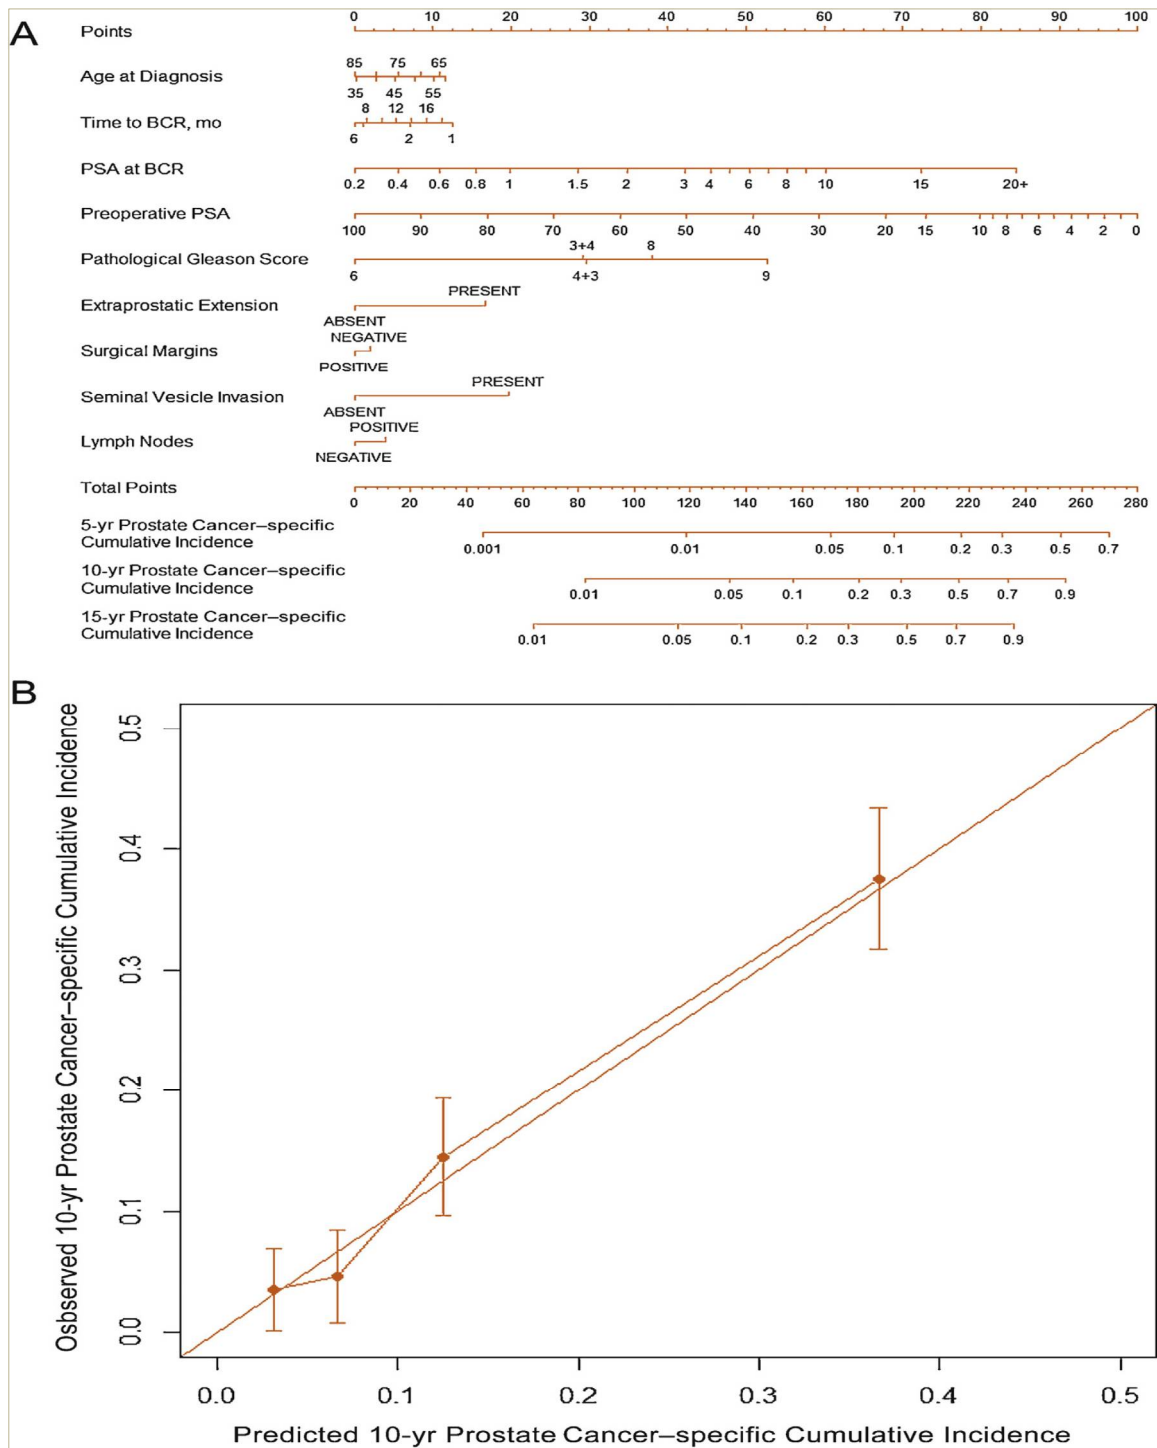 A
0 10 20 30 40 50 60 70 80 90 100
Points
85 75 65
Age at Diagnosis
35 45 55
8 12 16
Time to BCR, mo
6 2 1
PSA at BCR
0.2 0.4 0.6 0.8 1 1.5 2 3 4 6 8 10 15 20+
Preoperative PSA
100 90 80 70 60 50 40 30 20 15 10 8 6 4 2 0
3+4 8
Pathological Gleason Score
6 4+3 9
PRESENT
Extraprostatic Extension
ABSENT
NEGATIVE
Surgical Margins
POSITIVE
PRESENT
Seminal Vesicle Invasion
ABSENT
POSITIVE
Lymph Nodes
NEGATIVE
Total Points
0 20 40 60 80 100 120 140 160 180 200 220 240 260 280
5-yr Prostate Cancer–specific
Cumulative Incidence
0.001 0.01 0.05 0.1 0.2 0.3 0.5 0.7
10-yr Prostate Cancer–specific
Cumulative Incidence
0.01 0.05 0.1 0.2 0.3 0.5 0.7 0.9
15-yr Prostate Cancer–specific
Cumulative Incidence
0.01 0.05 0.1 0.2 0.3 0.5 0.7 0.9
B
Osbserved 10-yr Prostate Cancer–specific Cumulative Incidence
0.5
0.4
0.3
0.2
0.1
0.0
0.0 0.1 0.2 0.3 0.4 0.5
Predicted 10-yr Prostate Cancer–specific Cumulative Incidence